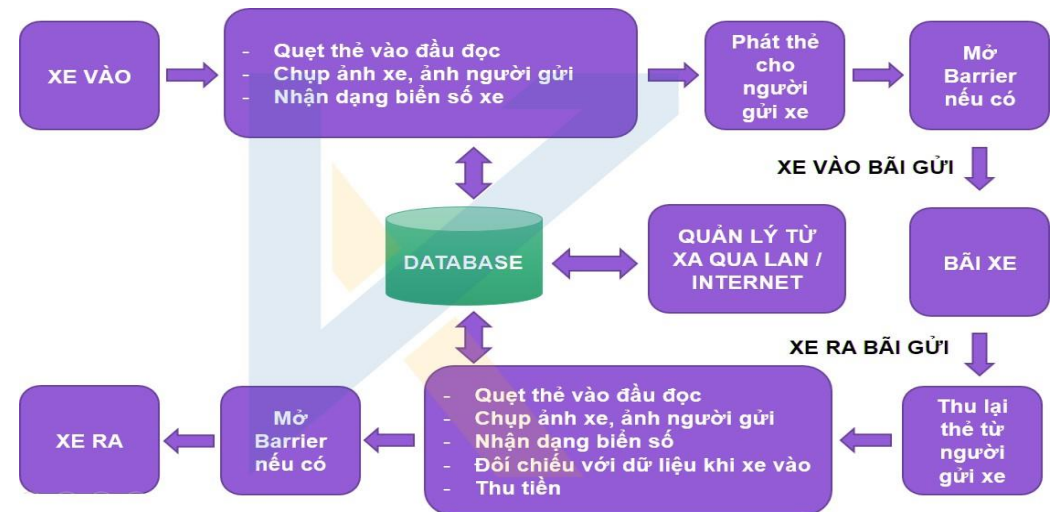 XE VÀO
- Quẹt thẻ vào đầu đọc
- Chụp ảnh xe, ảnh người gửi
- Nhận dạng biển số xe
Phát thẻ
cho
người
gửi xe
Mở
Barrier
nếu có
XE VÀO BÃI GỬI
DATABASE
QUẢN LÝ TỪ
XA QUA LAN /
INTERNET
BÃI XE
XE RA BÃI GỬI
XE RA
Mở
Barrier
nếu có
- Quẹt thẻ vào đầu đọc
- Chụp ảnh xe, ảnh người gửi
- Nhận dạng biển số
- Đối chiếu với dữ liệu khi xe vào
- Thu tiền
Thu lại
thẻ từ
người
gửi xe